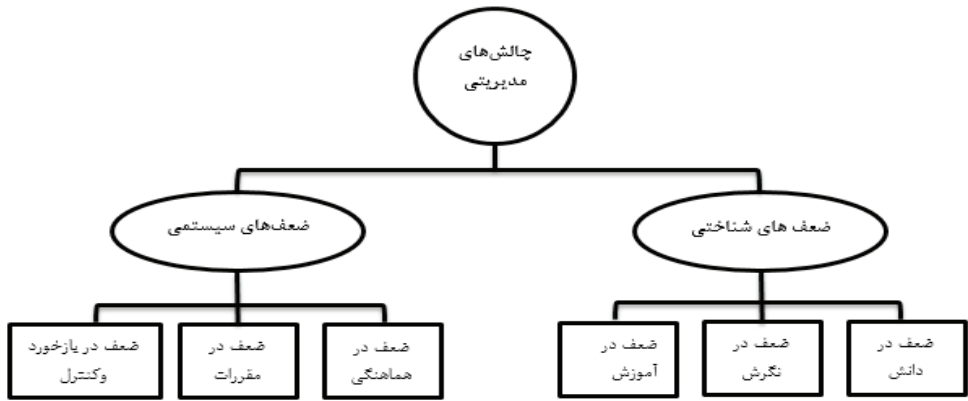 چالش‌های
مدیریتی
ضعف های شناختی
ضعف‌های سیستمی
ضعف در
دانش
ضعف در
نگرش
ضعف در
آموزش
ضعف در
هماهنگی
ضعف در
مقررات
ضعف در یازخورد
وکنترل